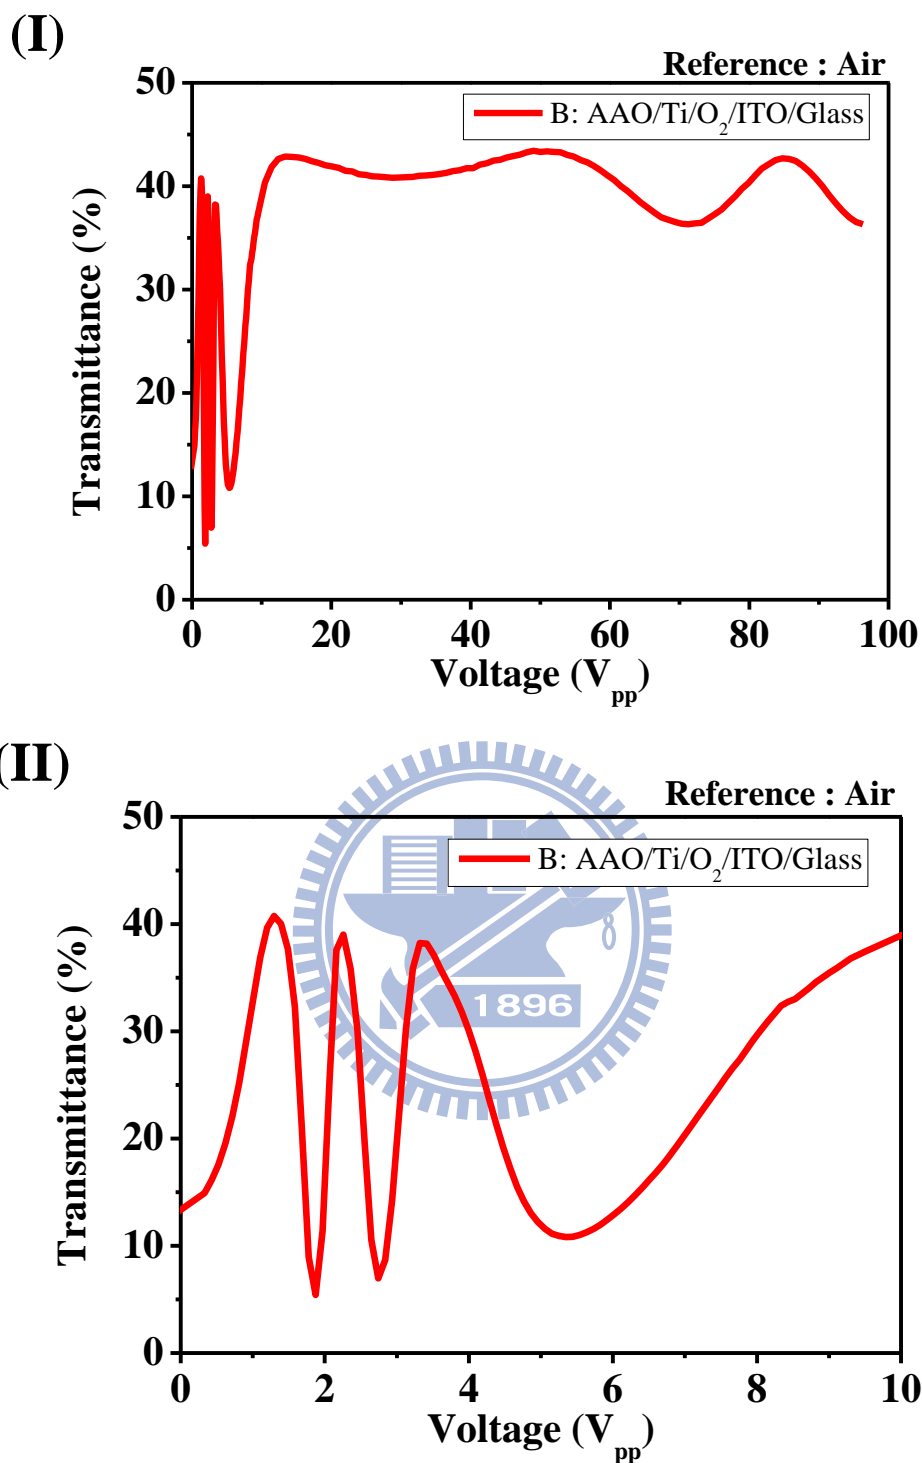 (I)
Reference : Air
B: AAO/Ti/O₂/ITO/Glass
Transmittance (%)
50
40
30
20
10
0
0 20 40 60 80 100
Voltage (Vₚₚ)
(II)
Reference : Air
B: AAO/Ti/O₂/ITO/Glass
1896
Transmittance (%)
50
40
30
20
10
0
0 2 4 6 8 10
Voltage (Vₚₚ)